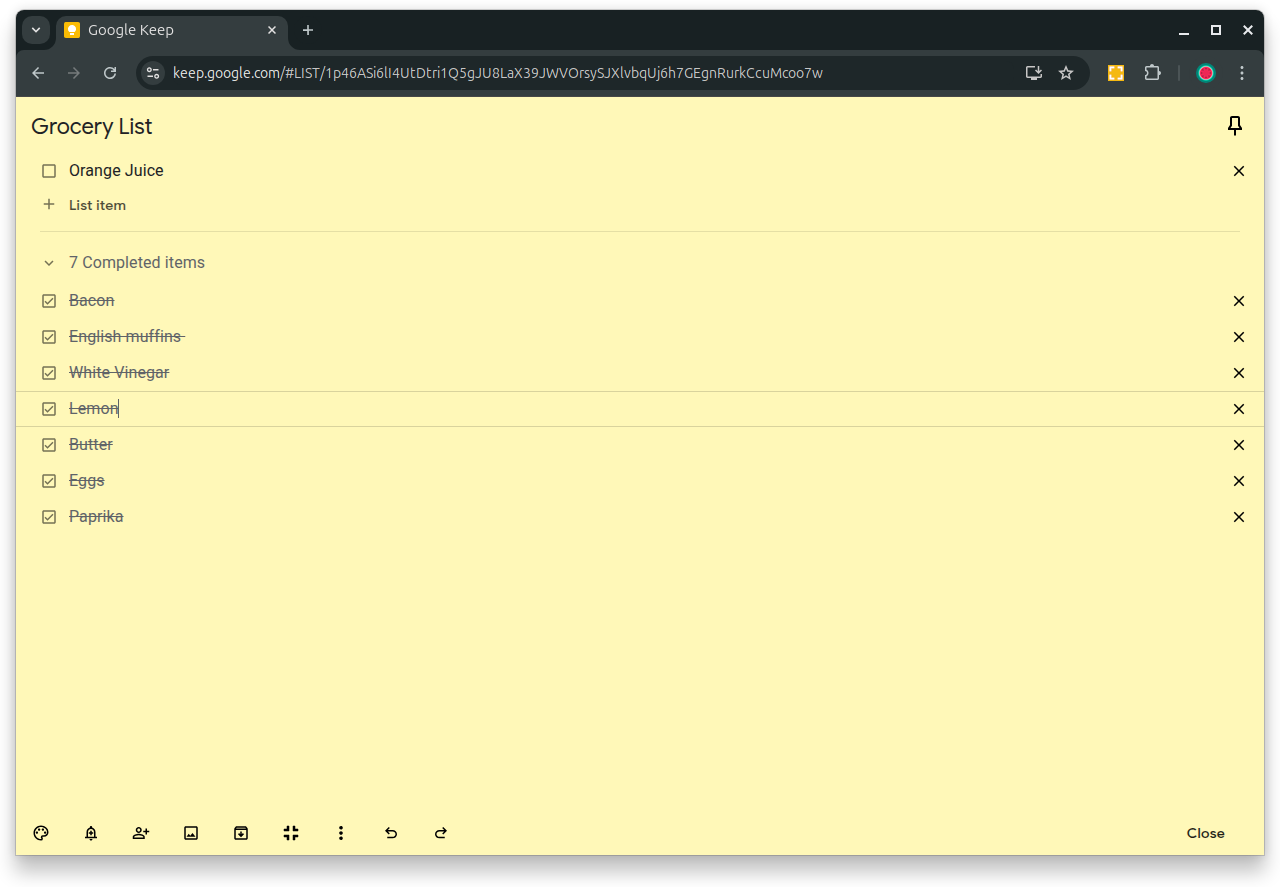 Google Keep
keep.google.com/#LIST/1p46ASi6lI4UtDtri1Q5gJU8LaX39JWVOrsySJXlvbqUj6h7GEgnRurkCcuMcoo7w
Grocery List
Orange Juice
List item
7 Completed items
Bacon
English muffins
White Vinegar
Lemon
Butter
Eggs
Paprika
Close